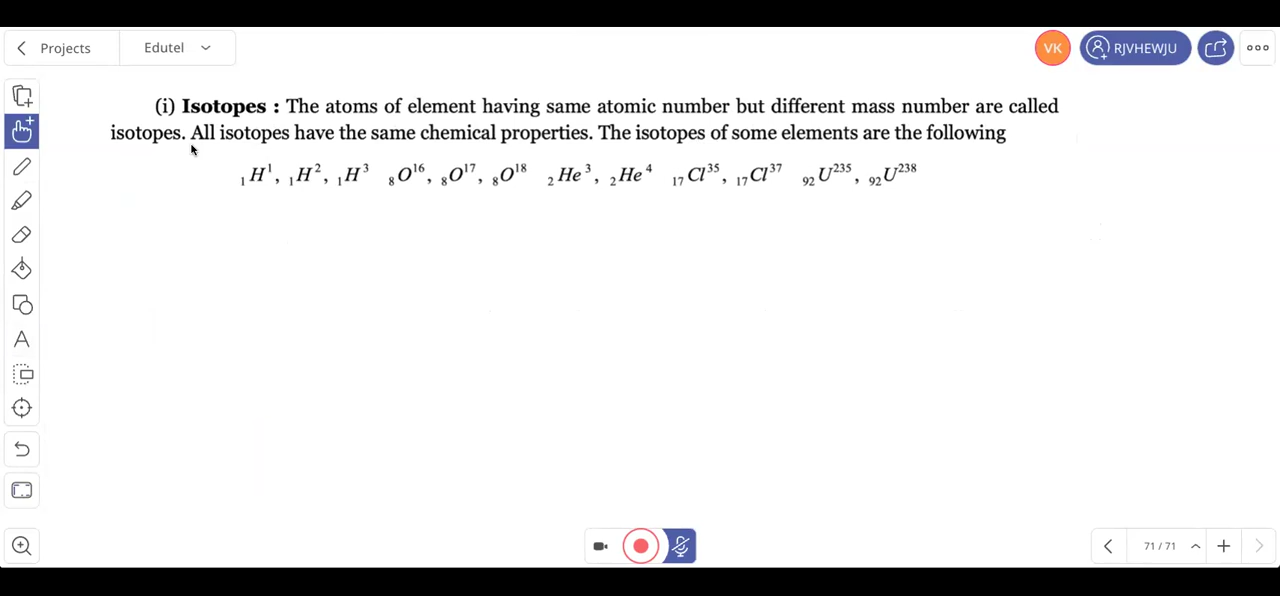 Projects
Edutel
VK
RJVHEWJU
(i) Isotopes : The atoms of element having same atomic number but different mass number are called
isotopes. All isotopes have the same chemical properties. The isotopes of some elements are the following
₁H¹, ₁H², ₁H³ ₈O¹⁶, ₈O¹⁷, ₈O¹⁸ ₂He³, ₂He⁴ ₁₇Cl³⁵, ₁₇Cl³⁷ ₉₂U²³⁵, ₉₂U²³⁸
A
71 / 71